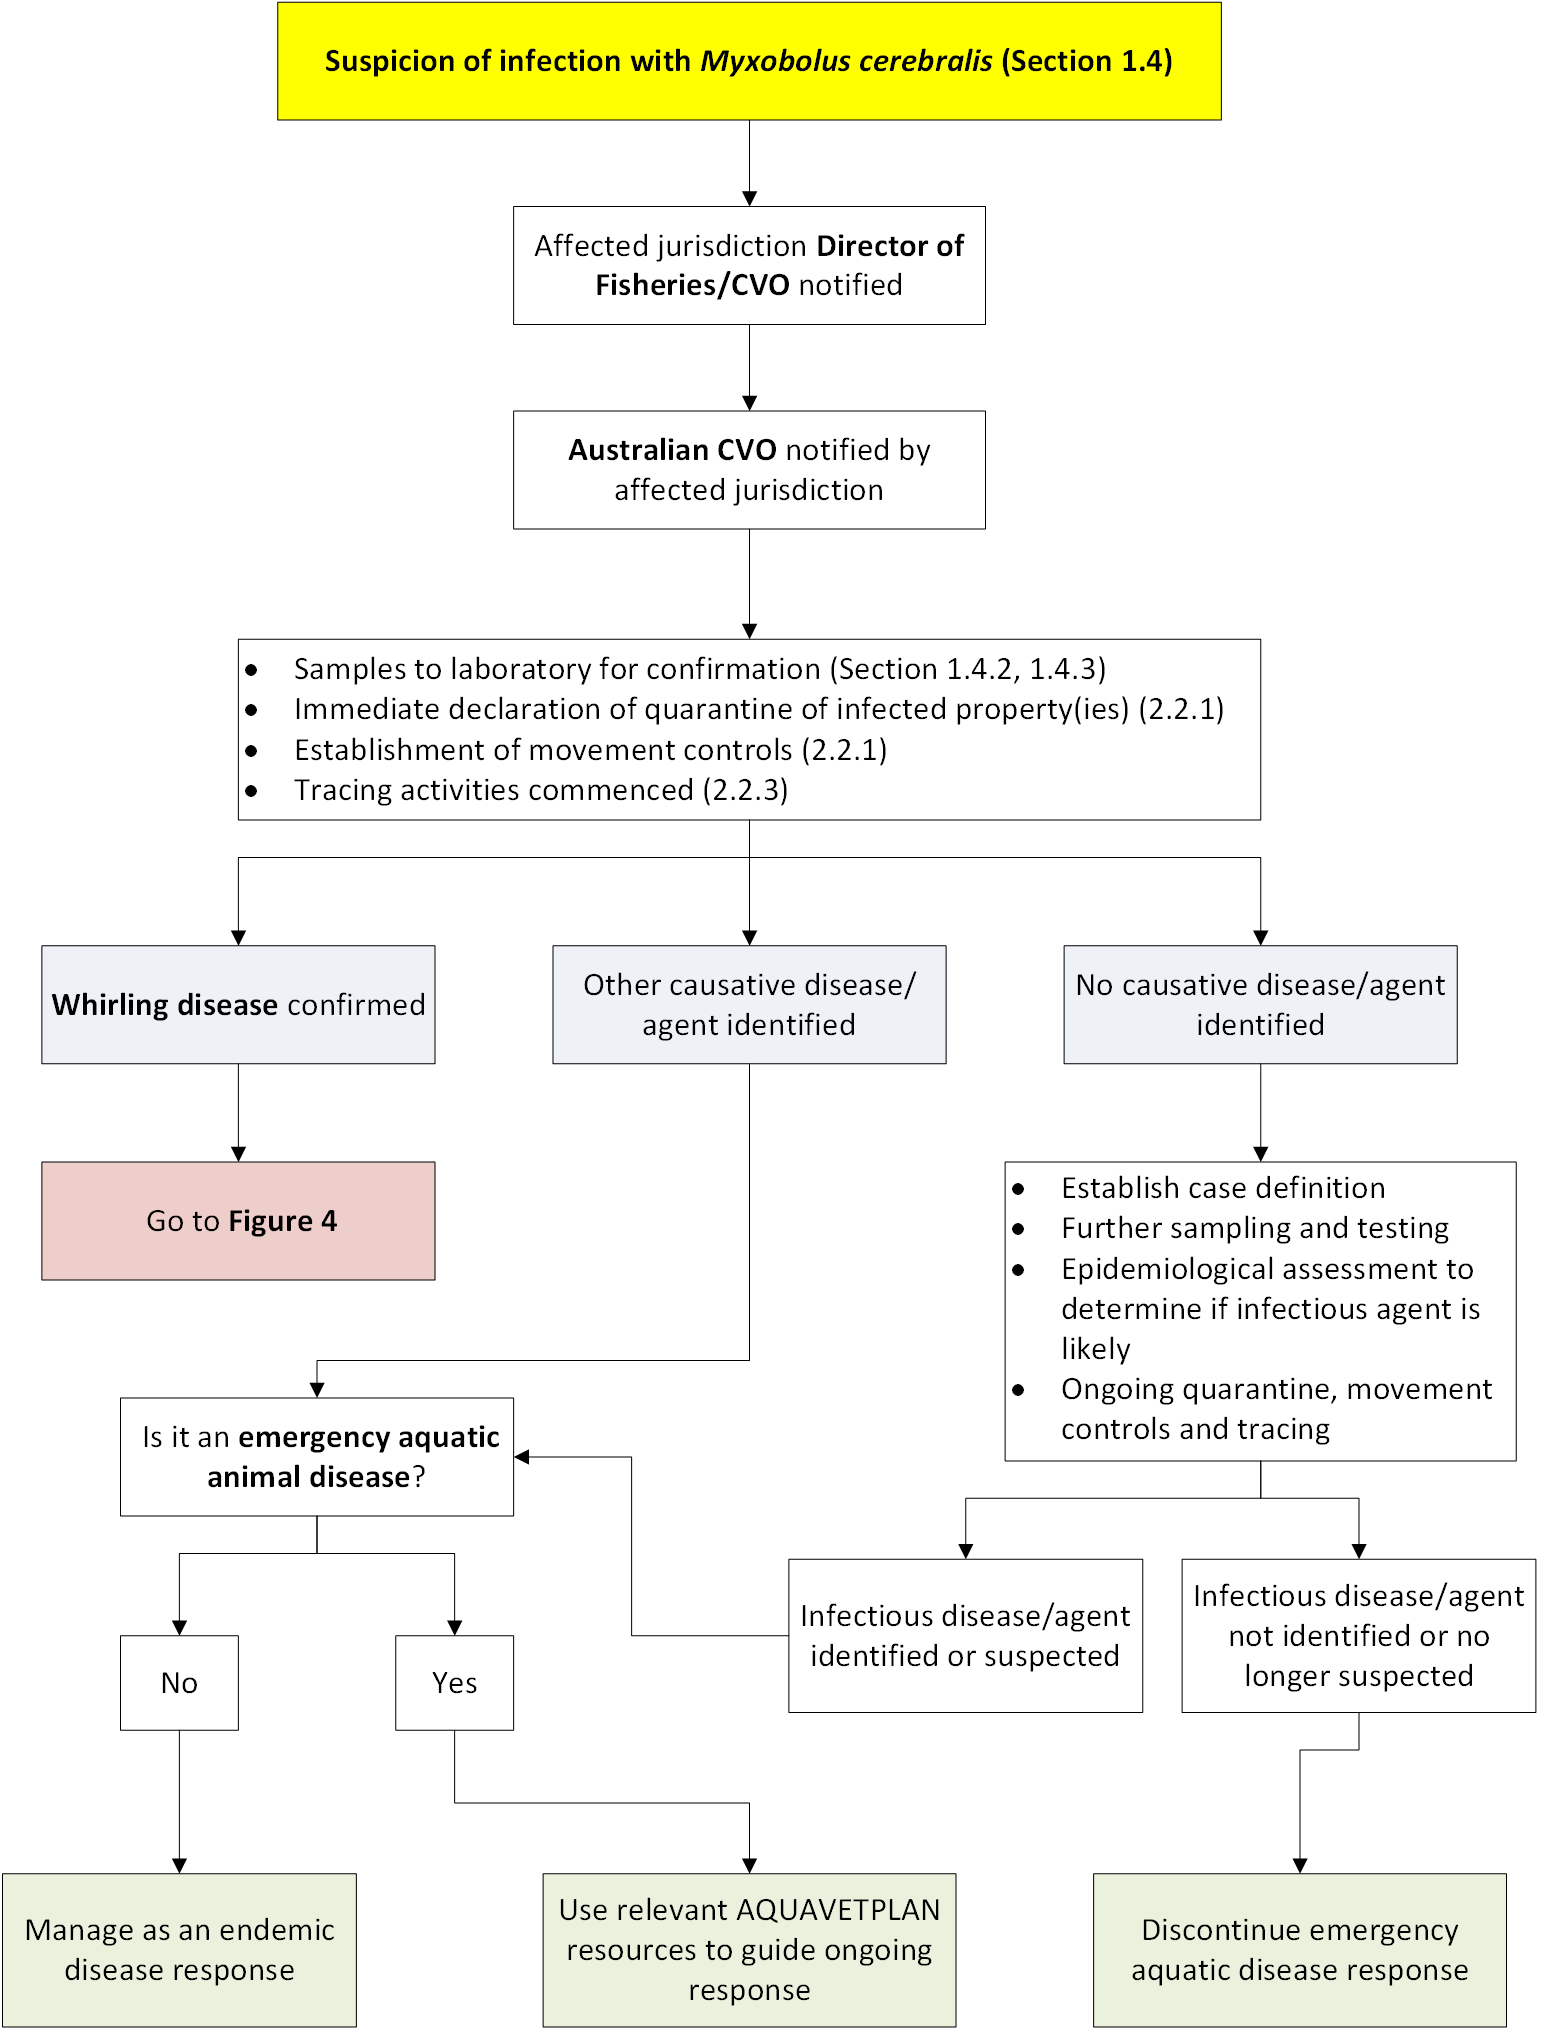 Suspicion of infection with Myxobolus cerebralis (Section 1.4)
Affected jurisdiction Director of
Fisheries/CVO notified
Australian CVO notified by
affected jurisdiction
• Samples to laboratory for confirmation (Section 1.4.2, 1.4.3)
• Immediate declaration of quarantine of infected property(ies) (2.2.1)
• Establishment of movement controls (2.2.1)
• Tracing activities commenced (2.2.3)
Whirling disease confirmed
Other causative disease/
agent identified
No causative disease/agent
identified
Go to Figure 4
• Establish case definition
• Further sampling and testing
• Epidemiological assessment to
determine if infectious agent is
likely
• Ongoing quarantine, movement
controls and tracing
Is it an emergency aquatic
animal disease?
Infectious disease/agent
identified or suspected
Infectious disease/agent
not identified or no
longer suspected
No
Yes
Manage as an endemic
disease response
Use relevant AQUAVETPLAN
resources to guide ongoing
response
Discontinue emergency
aquatic disease response